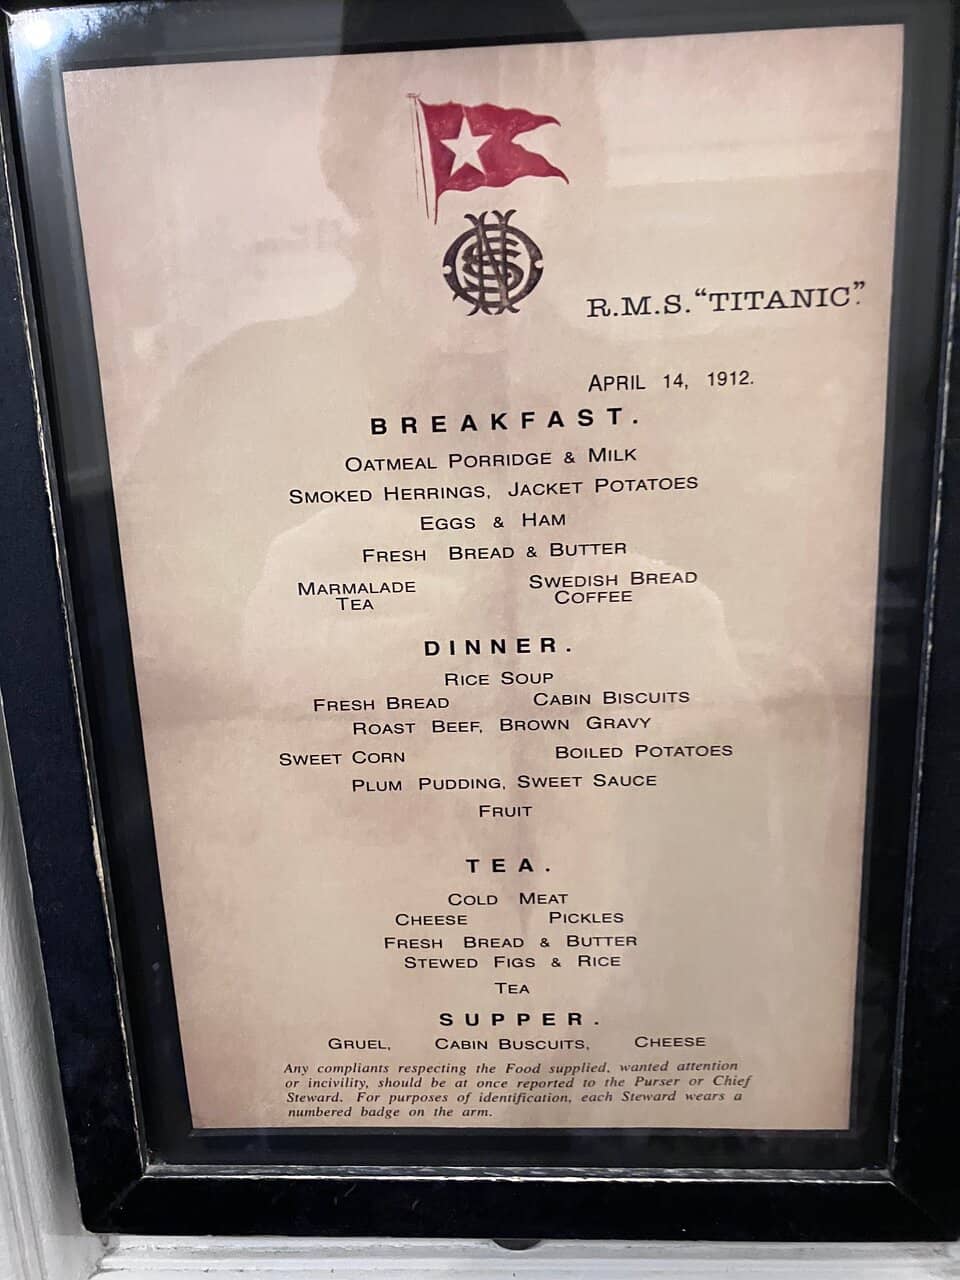 R.M.S. "TITANIC".
APRIL 14, 1912.
BREAKFAST.
OATMEAL PORRIDGE & MILK
SMOKED HERRINGS, JACKET POTATOES
EGGS & HAM
FRESH BREAD & BUTTER
MARMALADE SWEDISH BREAD
TEA COFFEE
DINNER.
RICE SOUP
FRESH BREAD CABIN BISCUITS
ROAST BEEF, BROWN GRAVY
SWEET CORN BOILED POTATOES
PLUM PUDDING, SWEET SAUCE
FRUIT
TEA.
COLD MEAT
CHEESE PICKLES
FRESH BREAD & BUTTER
STEWED FIGS & RICE
TEA
SUPPER.
GRUEL, CABIN BUSCUITS, CHEESE
Any compliants respecting the Food supplied, wanted attention
or incivility, should be at once reported to the Purser or Chief
Steward. For purposes of identification, each Steward wears a
numbered badge on the arm.